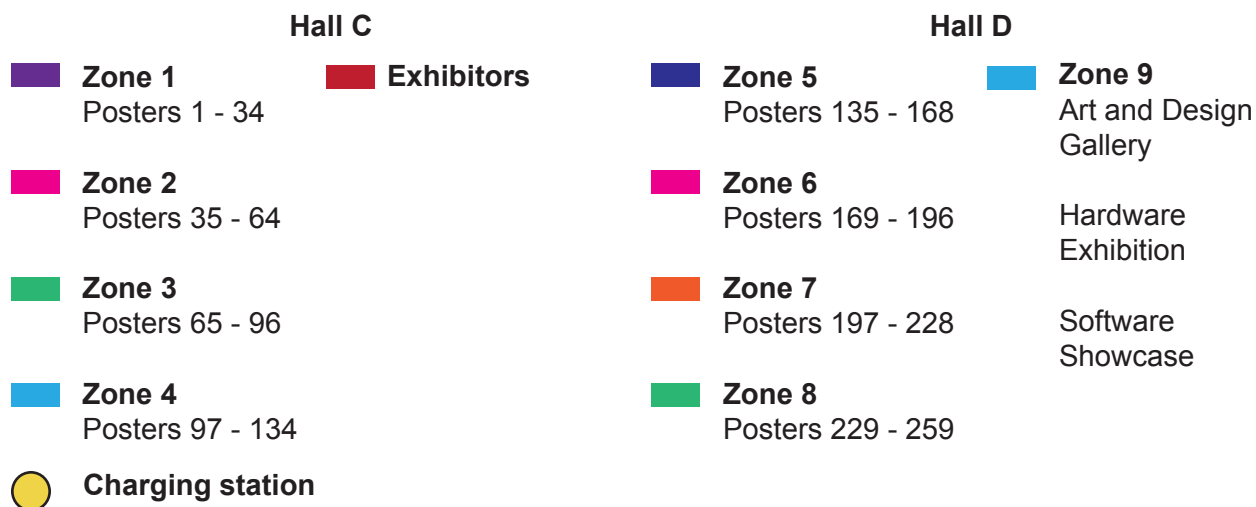 Hall C
Zone 1
Posters 1 - 34
Exhibitors
Zone 2
Posters 35 - 64
Zone 3
Posters 65 - 96
Zone 4
Posters 97 - 134
Charging station
Hall D
Zone 5
Posters 135 - 168
Zone 6
Posters 169 - 196
Zone 7
Posters 197 - 228
Zone 8
Posters 229 - 259
Zone 9
Art and Design
Gallery
Hardware
Exhibition
Software
Showcase